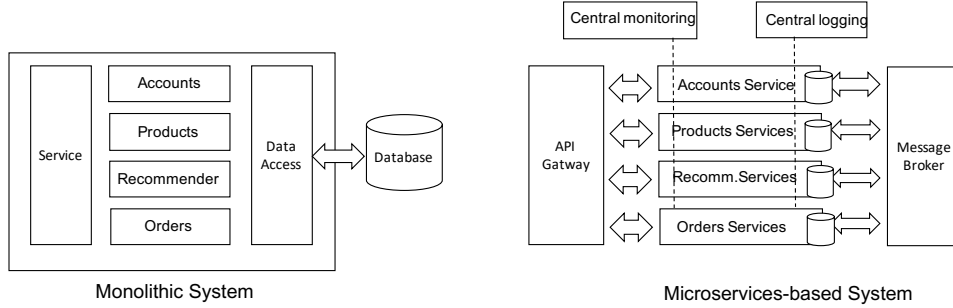 Service
Accounts
Products
Recommender
Orders
Data
Access
Database
Monolithic System
Central monitoring
Central logging
API
Gatway
Accounts Service
Products Services
Recomm.Services
Orders Services
Message
Broker
Microservices-based System